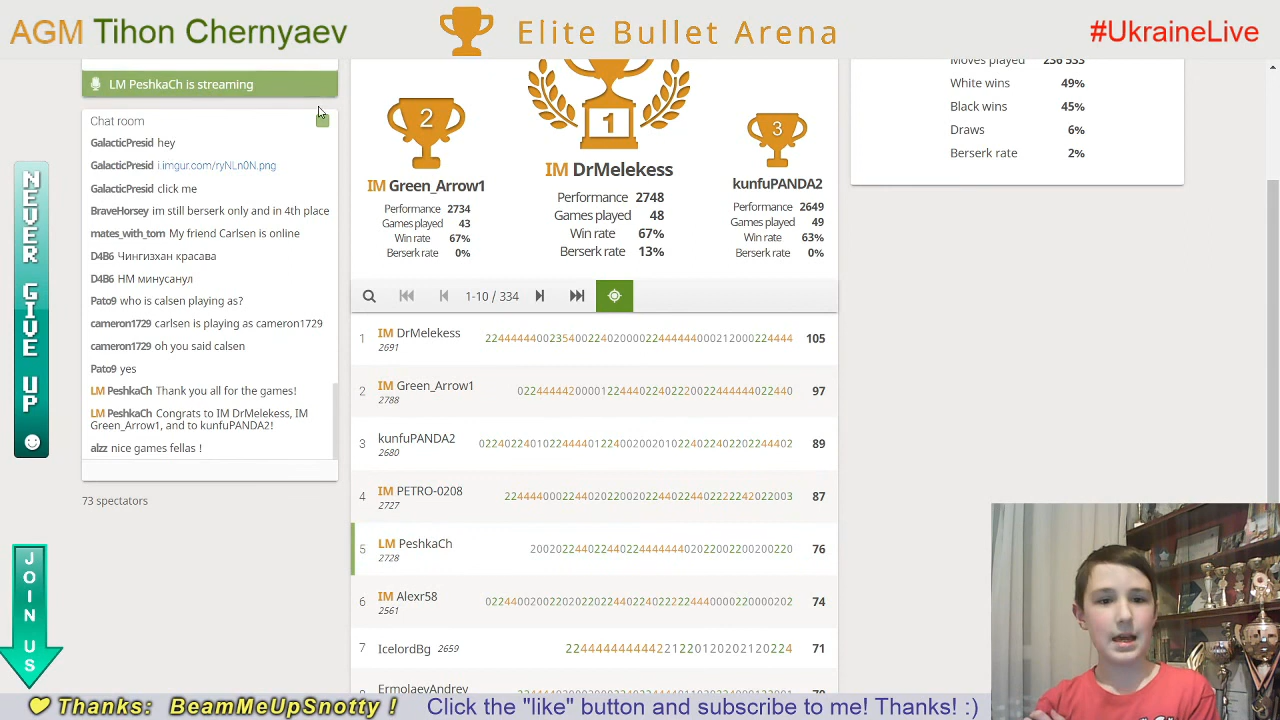 AGM Tihon Chernyaev
Elite Bullet Arena
#UkraineLive
LM PeshkaCh is streaming
Chat room
GalacticPresid hey
GalacticPresid i.imgur.com/ryNLn0N.png
GalacticPresid click me
BraveHorsey im still berserk only and in 4th place
mates_with_tom My friend Carlsen is online
D4B6 Чингизхан красава
D4B6 НМ минусанул
Pato9 who is calsen playing as?
cameron1729 carlsen is playing as cameron1729
cameron1729 oh you said calsen
Pato9 yes
LM PeshkaCh Thank you all for the games!
LM PeshkaCh Congrats to IM DrMelekess, IM
Green_Arrow1, and to kunfuPANDA2!
alzz nice games fellas !
73 spectators
NEVER GIVE UP
JOIN US
2
IM Green_Arrow1
Performance 2734
Games played 43
Win rate 67%
Berserk rate 0%
1
IM DrMelekess
Performance 2748
Games played 48
Win rate 67%
Berserk rate 13%
3
kunfuPANDA2
Performance 2649
Games played 49
Win rate 63%
Berserk rate 0%
Moves played 236 533
White wins 49%
Black wins 45%
Draws 6%
Berserk rate 2%
1-10 / 334
1 IM DrMelekess 105
2691
2 IM Green_Arrow1 97
2788
3 kunfuPANDA2 89
2680
4 IM PETRO-0208 87
2727
5 LM PeshkaCh 76
2728
6 IM Alexr58 74
2561
7 IcelordBg 2659 71
ErmolaevAndrey
Thanks: BeamMeUpSnotty !
Click the "like" button and subscribe to me! Thanks! :)